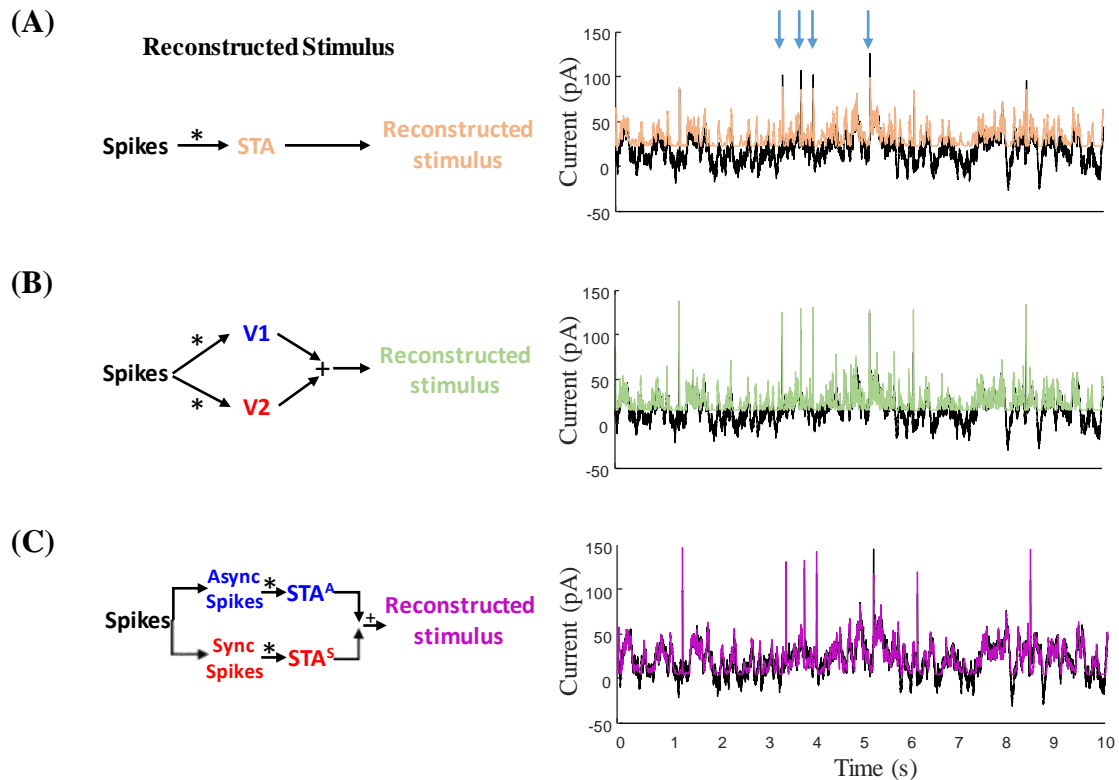 (A)
Reconstructed Stimulus
Spikes * STA Reconstructed
stimulus
150
100
50
0
-50
Current (pA)
(B)
Spikes * V1
* V2
+
Reconstructed
stimulus
150
100
50
0
-50
Current (pA)
(C)
Spikes
Async
Spikes
* STA^A
Sync
Spikes
* STA^S
+
Reconstructed
stimulus
150
100
50
0
-50
Current (pA)
0 1 2 3 4 5 6 7 8 9 10
Time (s)